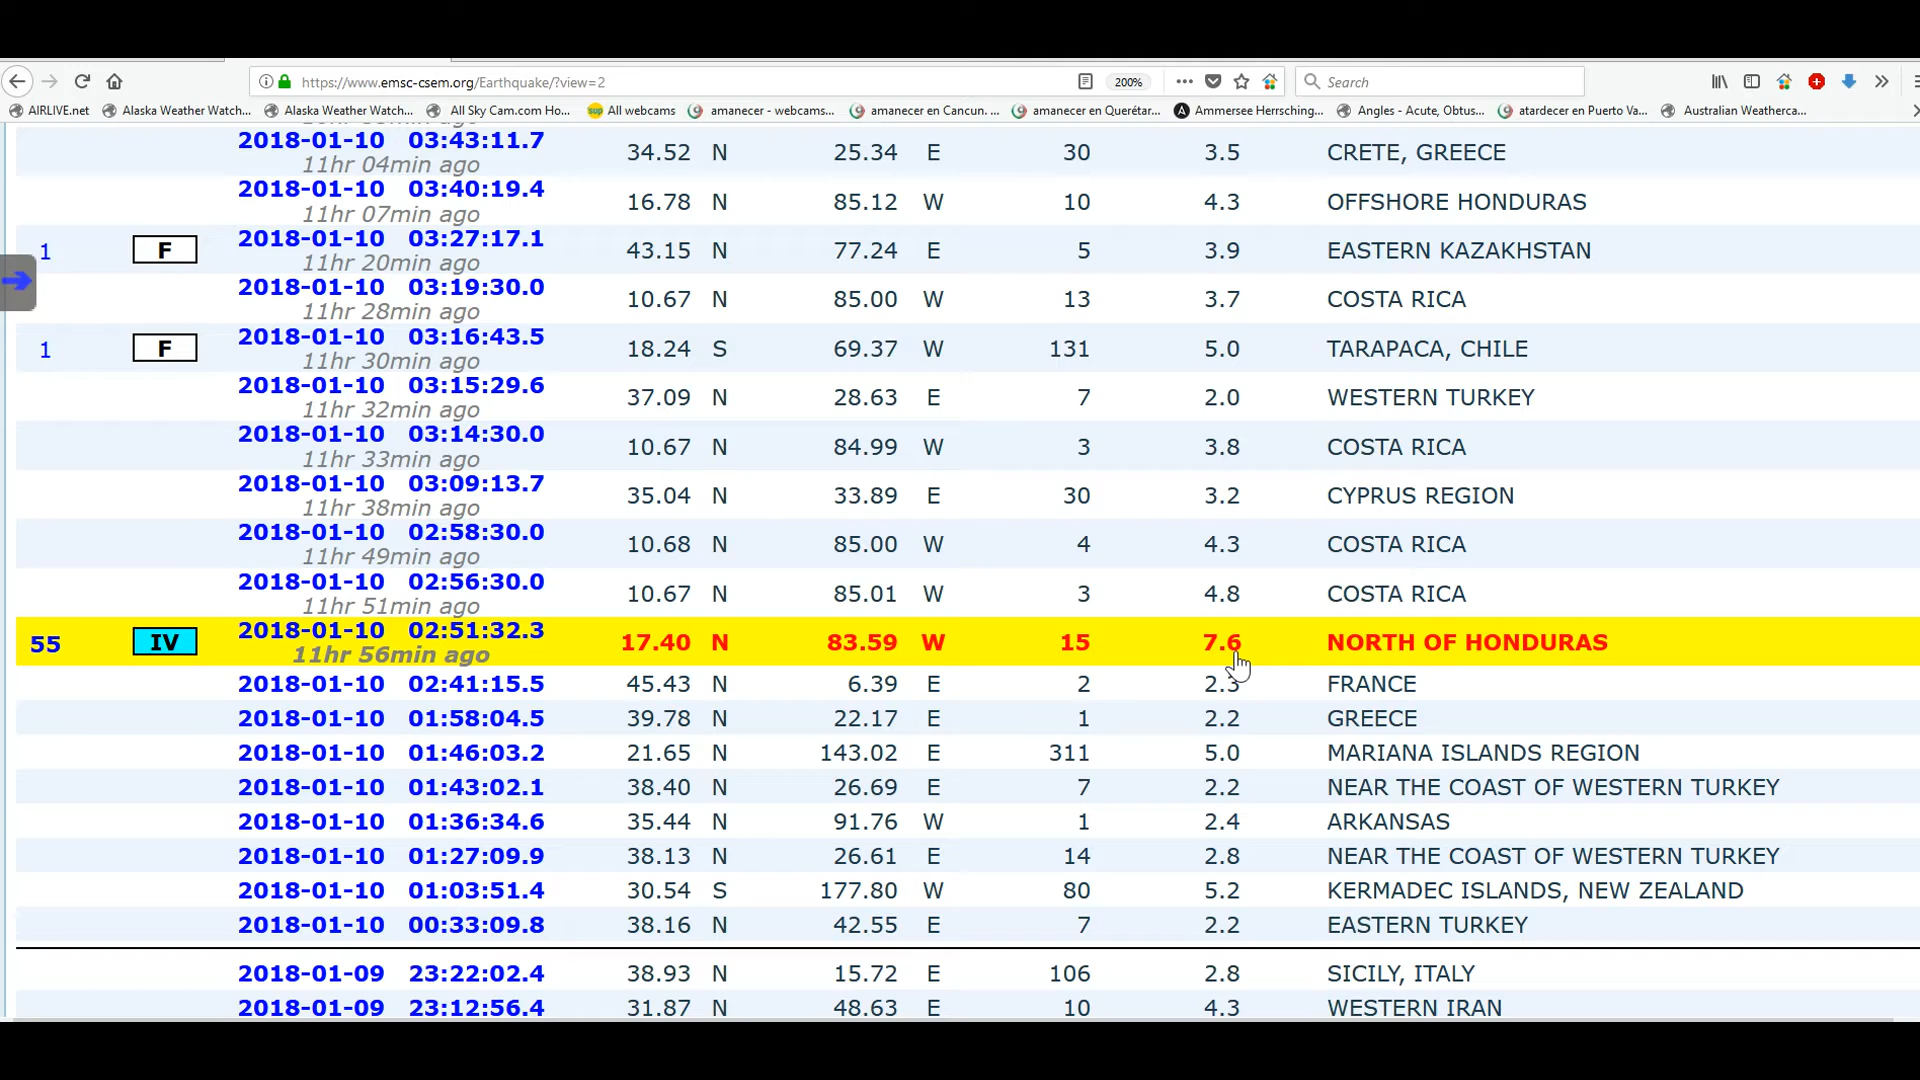 https://www.emsc-csem.org/Earthquake/?view=2 200% Search
AIRLIVE.net Alaska Weather Watch... Alaska Weather Watch... All Sky Cam.com Ho... All webcams amanecer - webcams... amanecer en Cancun. ... amanecer en Querétar... Ammersee Herrsching... Angles - Acute, Obtus... atardecer en Puerto Va... Australian Weatherca...
2018-01-10 03:43:11.7 34.52 N 25.34 E 30 3.5 CRETE, GREECE
11hr 04min ago
2018-01-10 03:40:19.4 16.78 N 85.12 W 10 4.3 OFFSHORE HONDURAS
11hr 07min ago
1 F 2018-01-10 03:27:17.1 43.15 N 77.24 E 5 3.9 EASTERN KAZAKHSTAN
11hr 20min ago
2018-01-10 03:19:30.0 10.67 N 85.00 W 13 3.7 COSTA RICA
11hr 28min ago
1 F 2018-01-10 03:16:43.5 18.24 S 69.37 W 131 5.0 TARAPACA, CHILE
11hr 30min ago
2018-01-10 03:15:29.6 37.09 N 28.63 E 7 2.0 WESTERN TURKEY
11hr 32min ago
2018-01-10 03:14:30.0 10.67 N 84.99 W 3 3.8 COSTA RICA
11hr 33min ago
2018-01-10 03:09:13.7 35.04 N 33.89 E 30 3.2 CYPRUS REGION
11hr 38min ago
2018-01-10 02:58:30.0 10.68 N 85.00 W 4 4.3 COSTA RICA
11hr 49min ago
2018-01-10 02:56:30.0 10.67 N 85.01 W 3 4.8 COSTA RICA
11hr 51min ago
55 IV 2018-01-10 02:51:32.3 17.40 N 83.59 W 15 7.6 NORTH OF HONDURAS
11hr 56min ago
2018-01-10 02:41:15.5 45.43 N 6.39 E 2 2.3 FRANCE
2018-01-10 01:58:04.5 39.78 N 22.17 E 1 2.2 GREECE
2018-01-10 01:46:03.2 21.65 N 143.02 E 311 5.0 MARIANA ISLANDS REGION
2018-01-10 01:43:02.1 38.40 N 26.69 E 7 2.2 NEAR THE COAST OF WESTERN TURKEY
2018-01-10 01:36:34.6 35.44 N 91.76 W 1 2.4 ARKANSAS
2018-01-10 01:27:09.9 38.13 N 26.61 E 14 2.8 NEAR THE COAST OF WESTERN TURKEY
2018-01-10 01:03:51.4 30.54 S 177.80 W 80 5.2 KERMADEC ISLANDS, NEW ZEALAND
2018-01-10 00:33:09.8 38.16 N 42.55 E 7 2.2 EASTERN TURKEY
2018-01-09 23:22:02.4 38.93 N 15.72 E 106 2.8 SICILY, ITALY
2018-01-09 23:12:56.4 31.87 N 48.63 E 10 4.3 WESTERN IRAN